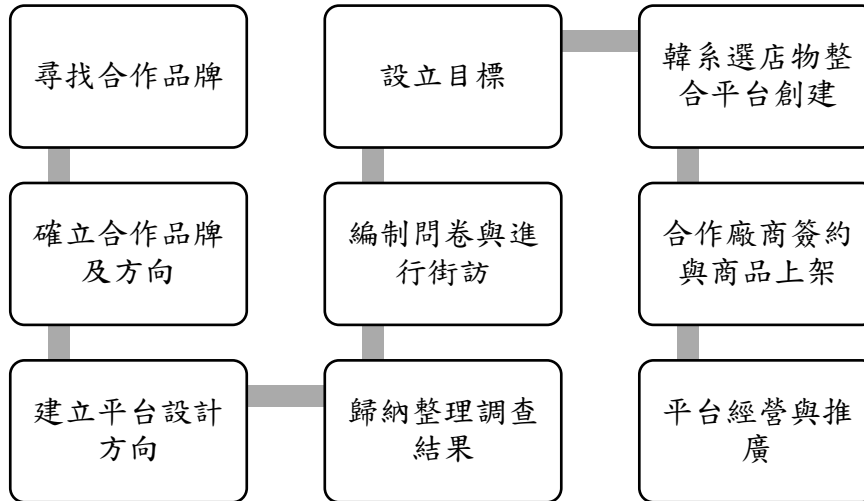 尋找合作品牌
確立合作品牌
及方向
建立平台設計
方向
歸納整理調查
結果
編制問卷與進
行街訪
設立目標
韓系選店物整
合平台創建
合作廠商簽約
與商品上架
平台經營與推
廣